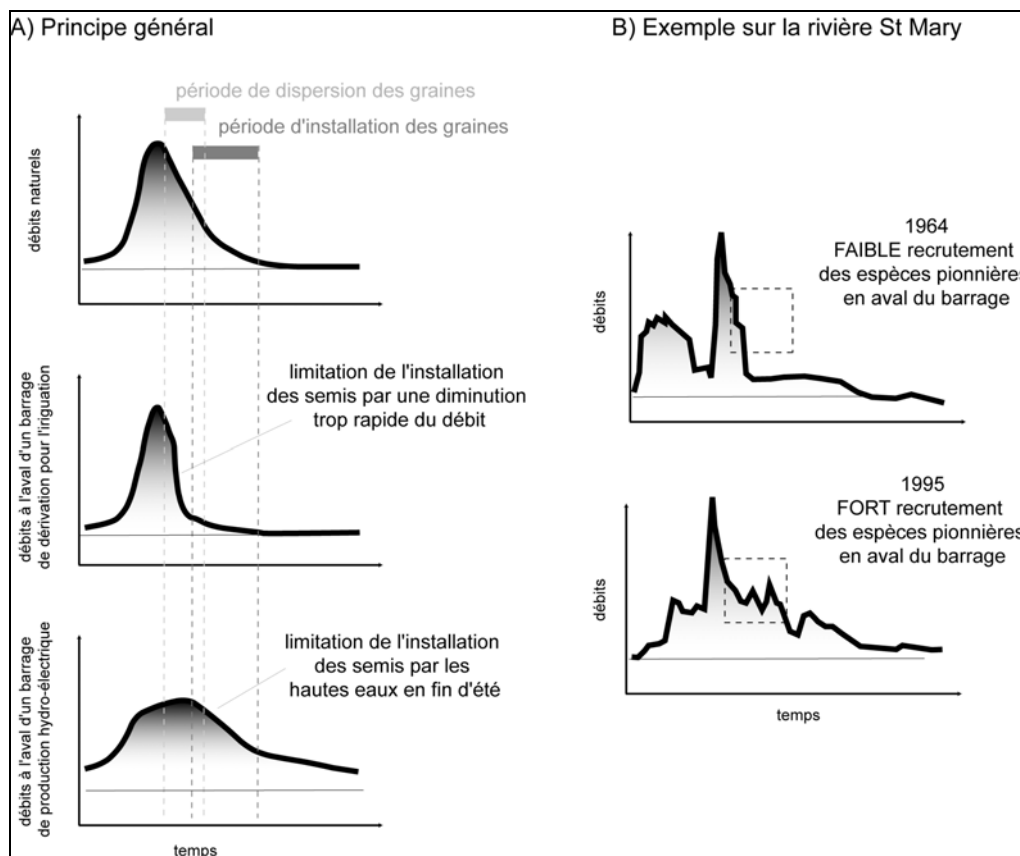 A) Principe général
période de dispersion des graines
période d'installation des graines
débits naturels
limitation de l'installation
des semis par une diminution
trop rapide du débit
débits à l'aval d'un barrage
de dérivation pour l'iriguation
limitation de l'installation
des semis par les
hautes eaux en fin d'été
débits à l'aval d'un barrage
de production hydro-électrique
temps
B) Exemple sur la rivière St Mary
1964
FAIBLE recrutement
des espèces pionnières
en aval du barrage
débits
1995
FORT recrutement
des espèces pionnières
en aval du barrage
débits
temps